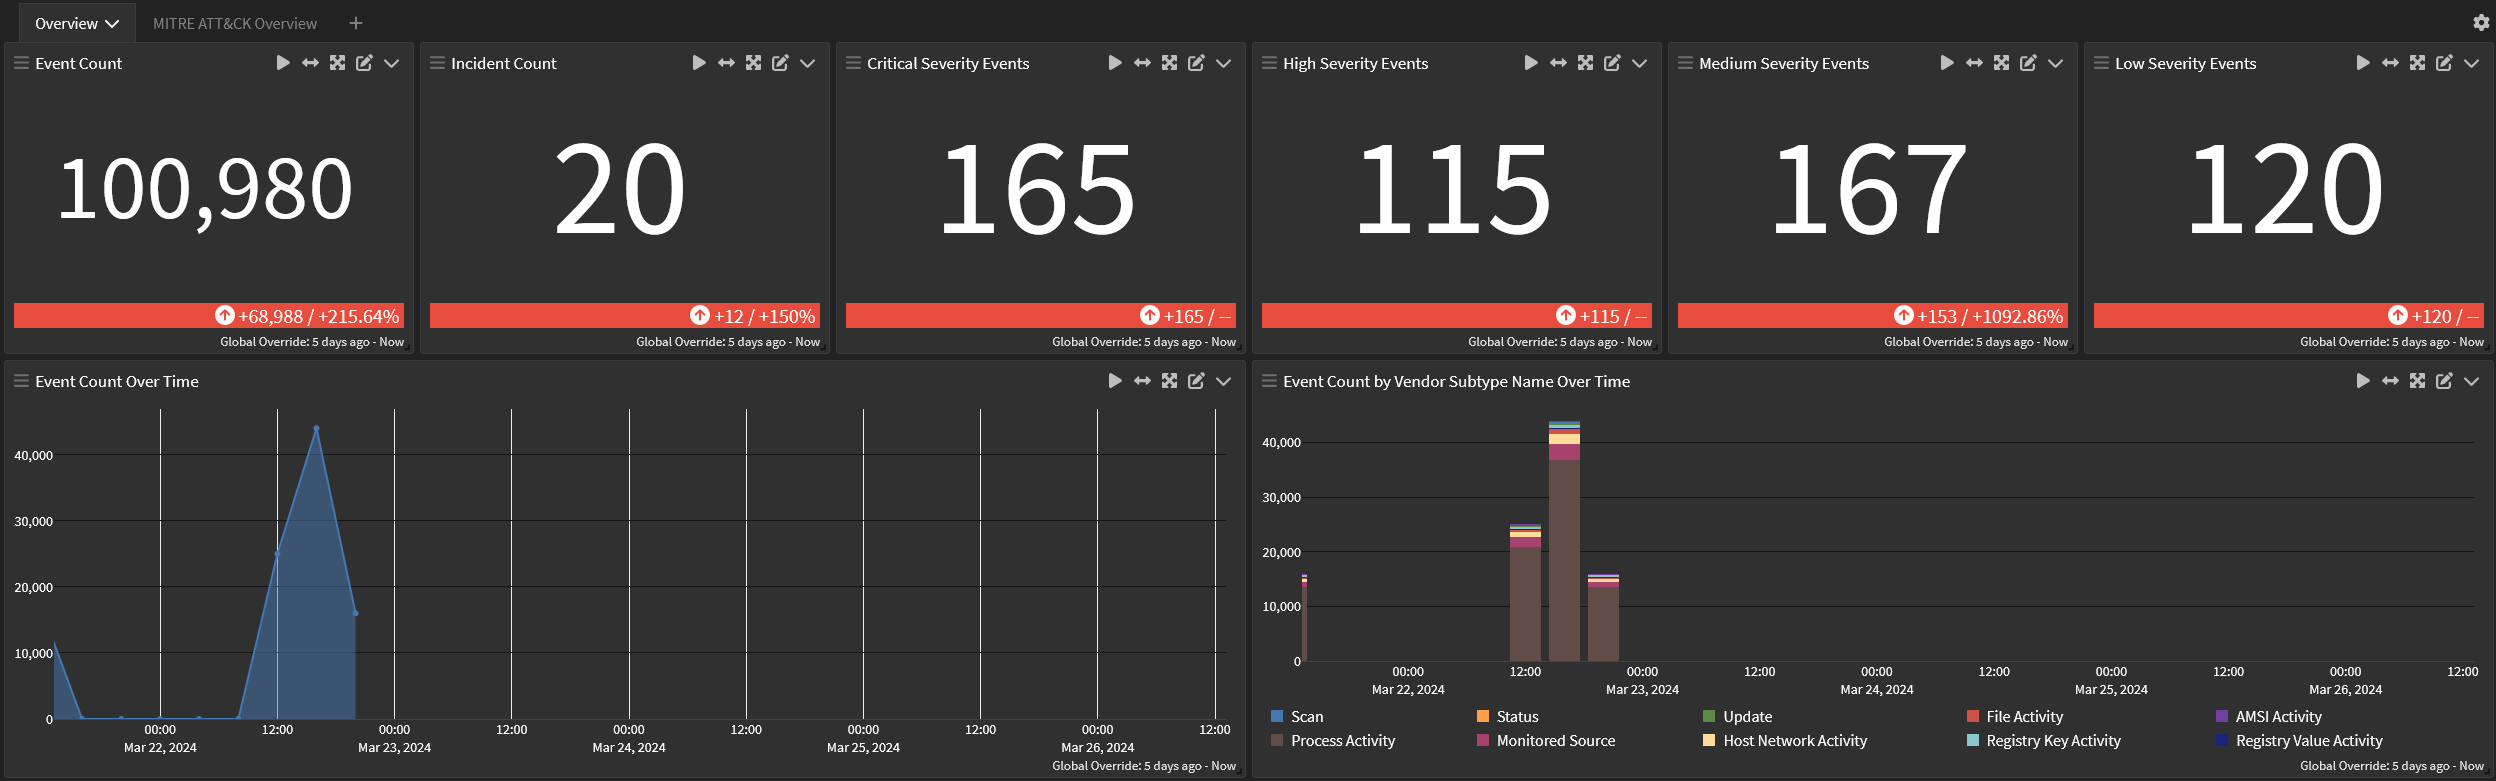 Overview
MITRE ATT&CK Overview
Event Count
Incident Count
Critical Severity Events
High Severity Events
Medium Severity Events
Low Severity Events
100,980
20
165
115
167
120
+68,988 / +215.64%
+12 / +150%
+165 / --
+115 / --
+153 / +1092.86%
+120 / --
Global Override: 5 days ago - Now
Global Override: 5 days ago - Now
Global Override: 5 days ago - Now
Global Override: 5 days ago - Now
Global Override: 5 days ago - Now
Global Override: 5 days ago - Now
Event Count Over Time
40,000
30,000
20,000
10,000
0
00:00 12:00 00:00 12:00 00:00 12:00 00:00 12:00 00:00 12:00
Mar 22, 2024 Mar 23, 2024 Mar 24, 2024 Mar 25, 2024 Mar 26, 2024
Global Override: 5 days ago - Now
Event Count by Vendor Subtype Name Over Time
40,000
30,000
20,000
10,000
0
00:00 12:00 00:00 12:00 00:00 12:00 00:00 12:00 00:00 12:00
Mar 22, 2024 Mar 23, 2024 Mar 24, 2024 Mar 25, 2024 Mar 26, 2024
Scan Status Update File Activity AMSI Activity
Process Activity Monitored Source Host Network Activity Registry Key Activity Registry Value Activity
Global Override: 5 days ago - Now